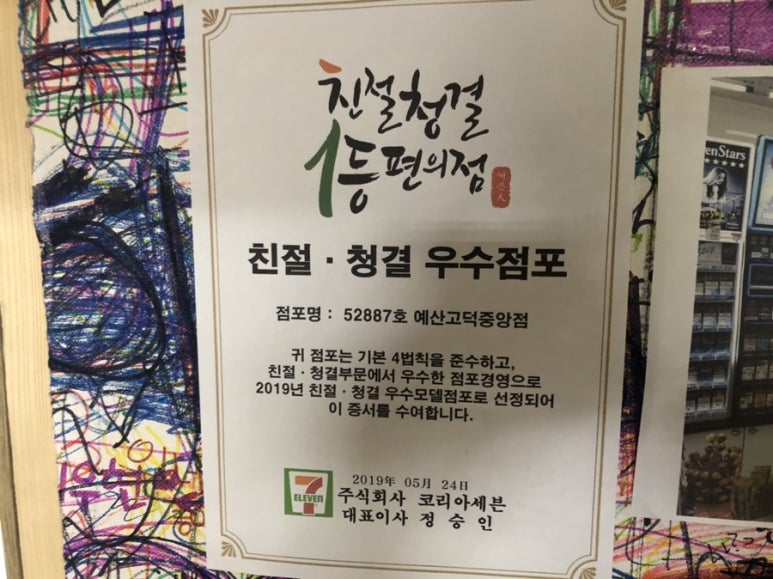 친절청결
1등편의점
친절 · 청결 우수점포
점포명 : 52887호 예산고덕중앙점
귀 점포는 기본 4법칙을 준수하고,
친절 · 청결부문에서 우수한 점포경영으로
2019년 친절 · 청결 우수모델점포로 선정되어
이 증서를 수여합니다.
2019年 05月 24日
7
ELEVEN
주식회사 코리아세븐
대표이사 정 승 인
enStars